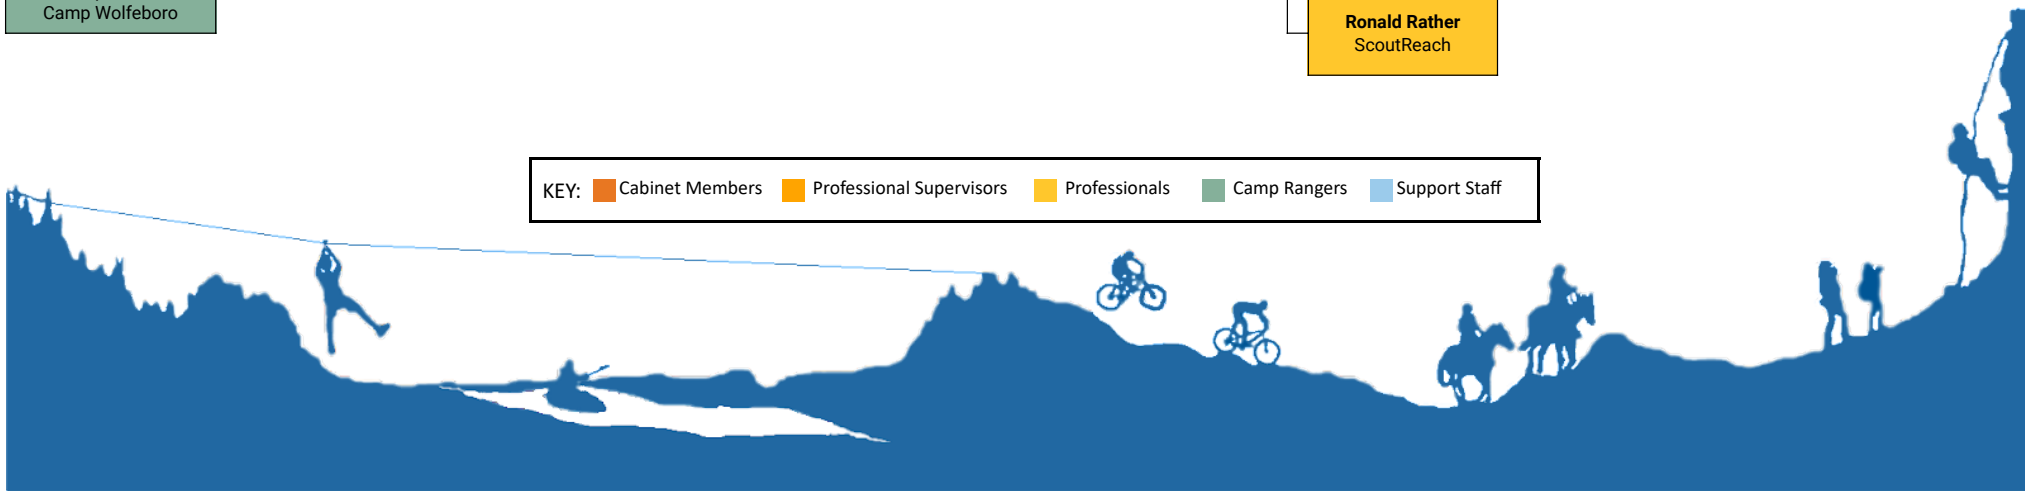 Camp Wolfeboro
Ronald Rather
ScoutReach
KEY: Cabinet Members Professional Supervisors Professionals Camp Rangers Support Staff